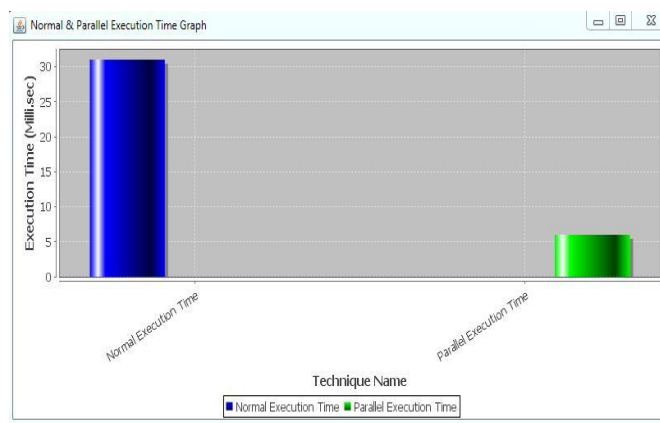 Normal & Parallel Execution Time Graph
Execution Time (Milli.sec)
30
25
20
15
10
5
0
Normal Execution Time
Parallel Execution Time
Technique Name
Normal Execution Time Parallel Execution Time